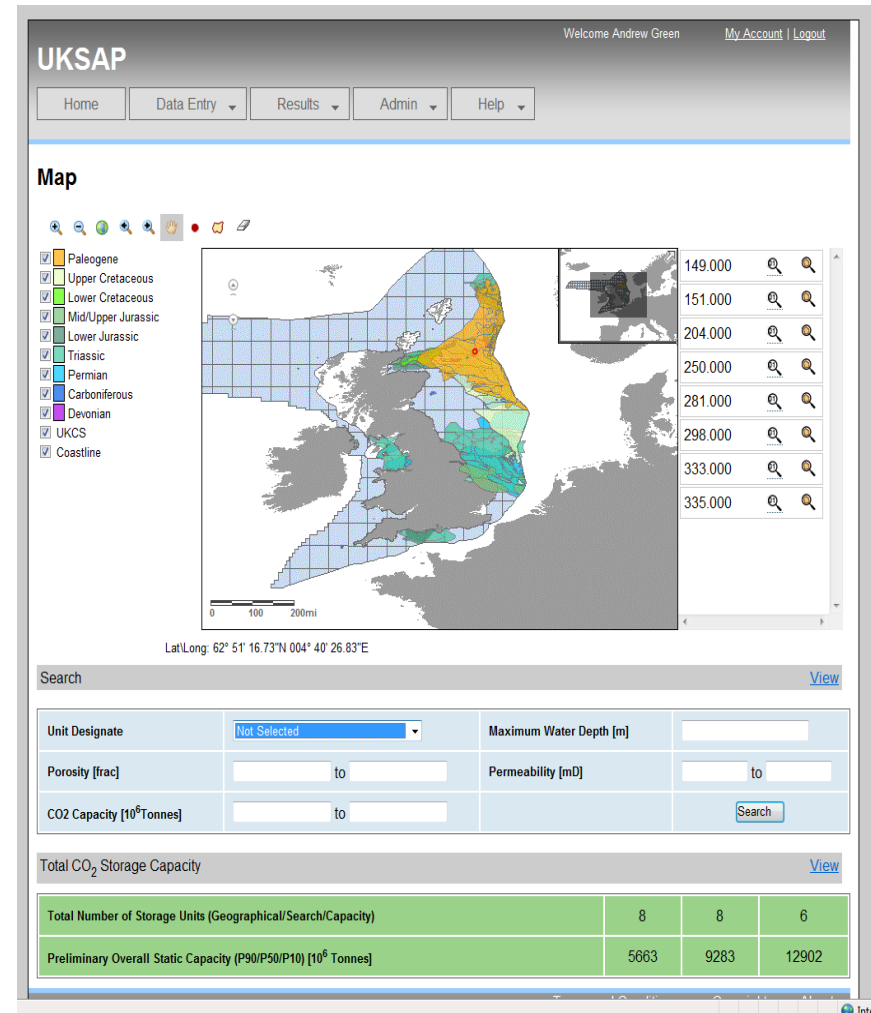 Welcome Andrew Green My Account | Logout
UKSAP
Home Data Entry Results Admin Help
Map
Paleogene
Upper Cretaceous
Lower Cretaceous
Mid/Upper Jurassic
Lower Jurassic
Triassic
Permian
Carboniferous
Devonian
UKCS
Coastline
149.000
151.000
204.000
250.000
281.000
298.000
333.000
335.000
0 100 200mi
Lat\Long: 62° 51' 16.73"N 004° 40' 26.83"E
Search View
Unit Designate Not Selected Maximum Water Depth [m]
Porosity [frac] to Permeability [mD] to
CO2 Capacity [10⁶Tonnes] to Search
Total CO₂ Storage Capacity View
Total Number of Storage Units (Geographical/Search/Capacity) 8 8 6
Preliminary Overall Static Capacity (P90/P50/P10) [10⁶ Tonnes] 5663 9283 12902